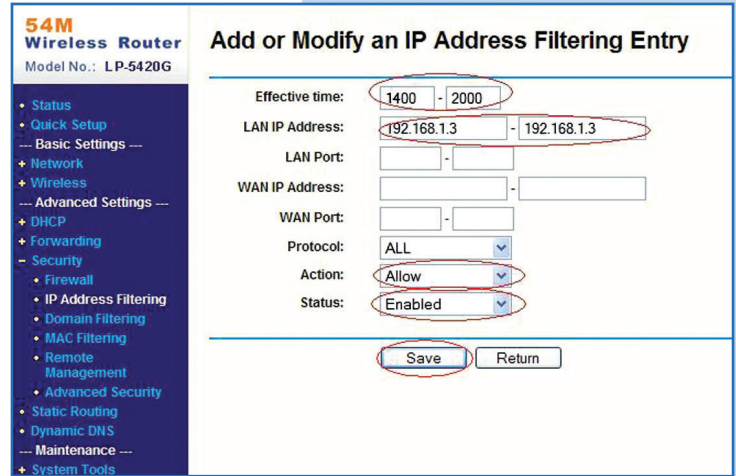 54M
Wireless Router
Model No.: LP-5420G
Status
Quick Setup
--- Basic Settings ---
Network
Wireless
--- Advanced Settings ---
DHCP
Forwarding
Security
Firewall
IP Address Filtering
Domain Filtering
MAC Filtering
Remote
Management
Advanced Security
Static Routing
Dynamic DNS
--- Maintenance ---
System Tools
Add or Modify an IP Address Filtering Entry
Effective time: 1400 - 2000
LAN IP Address: 192.168.1.3 - 192.168.1.3
LAN Port: -
WAN IP Address: -
WAN Port: -
Protocol: ALL
Action: Allow
Status: Enabled
Save Return